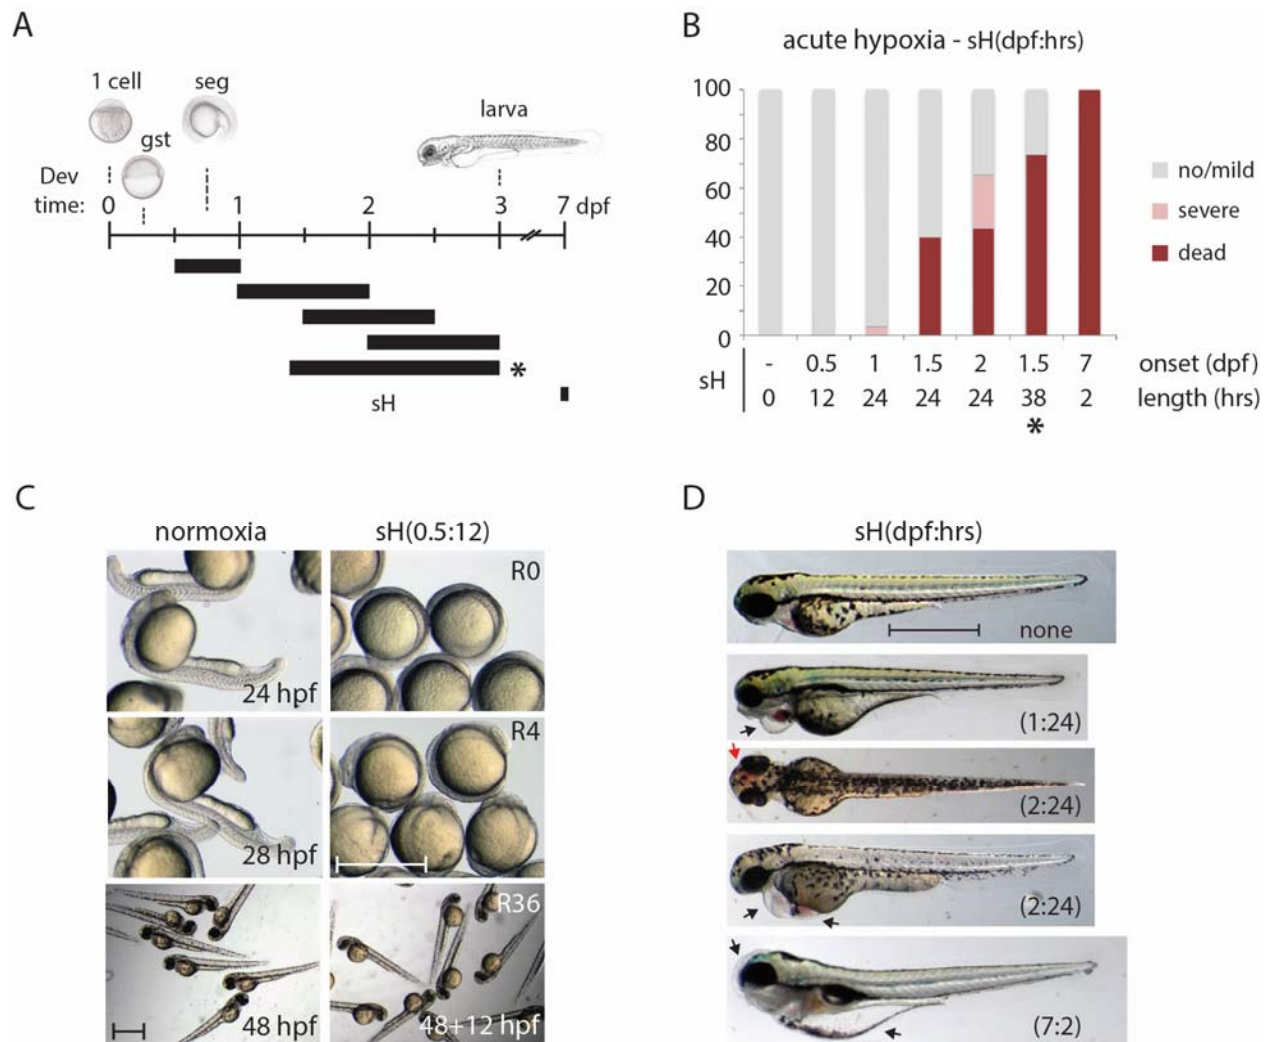 A
1 cell
seg
gst
larva
Dev
time:
0 1 2 3 7 dpf
*
sH
B
acute hypoxia - sH(dpf:hrs)
100
80
60
40
20
0
no/mild
severe
dead
sH
- 0.5 1 1.5 2 1.5 7 onset (dpf)
0 12 24 24 24 38 2 length (hrs)
*
C
normoxia sH(0.5:12)
R0
24 hpf
R4
28 hpf
R36
48 hpf 48+12 hpf
D
sH(dpf:hrs)
none
(1:24)
(2:24)
(2:24)
(7:2)